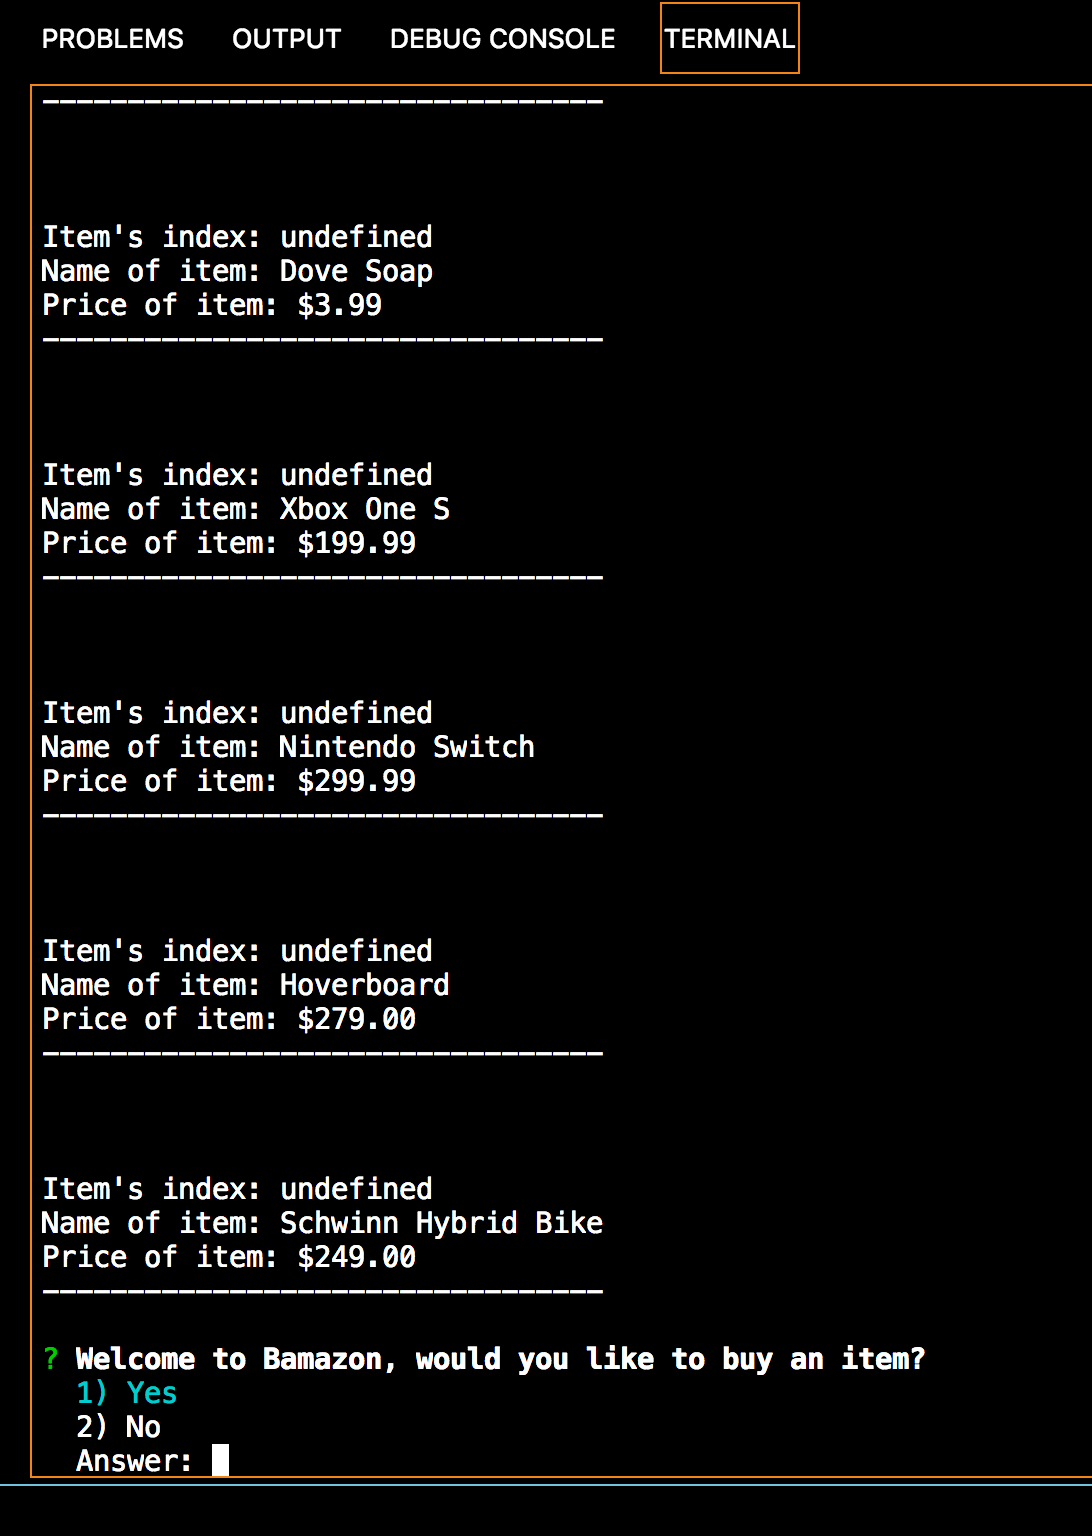 PROBLEMS OUTPUT DEBUG CONSOLE TERMINAL
---------------------------------
Item's index: undefined
Name of item: Dove Soap
Price of item: $3.99
---------------------------------
Item's index: undefined
Name of item: Xbox One S
Price of item: $199.99
---------------------------------
Item's index: undefined
Name of item: Nintendo Switch
Price of item: $299.99
---------------------------------
Item's index: undefined
Name of item: Hoverboard
Price of item: $279.00
---------------------------------
Item's index: undefined
Name of item: Schwinn Hybrid Bike
Price of item: $249.00
---------------------------------
? Welcome to Bamazon, would you like to buy an item?
1) Yes
2) No
Answer: